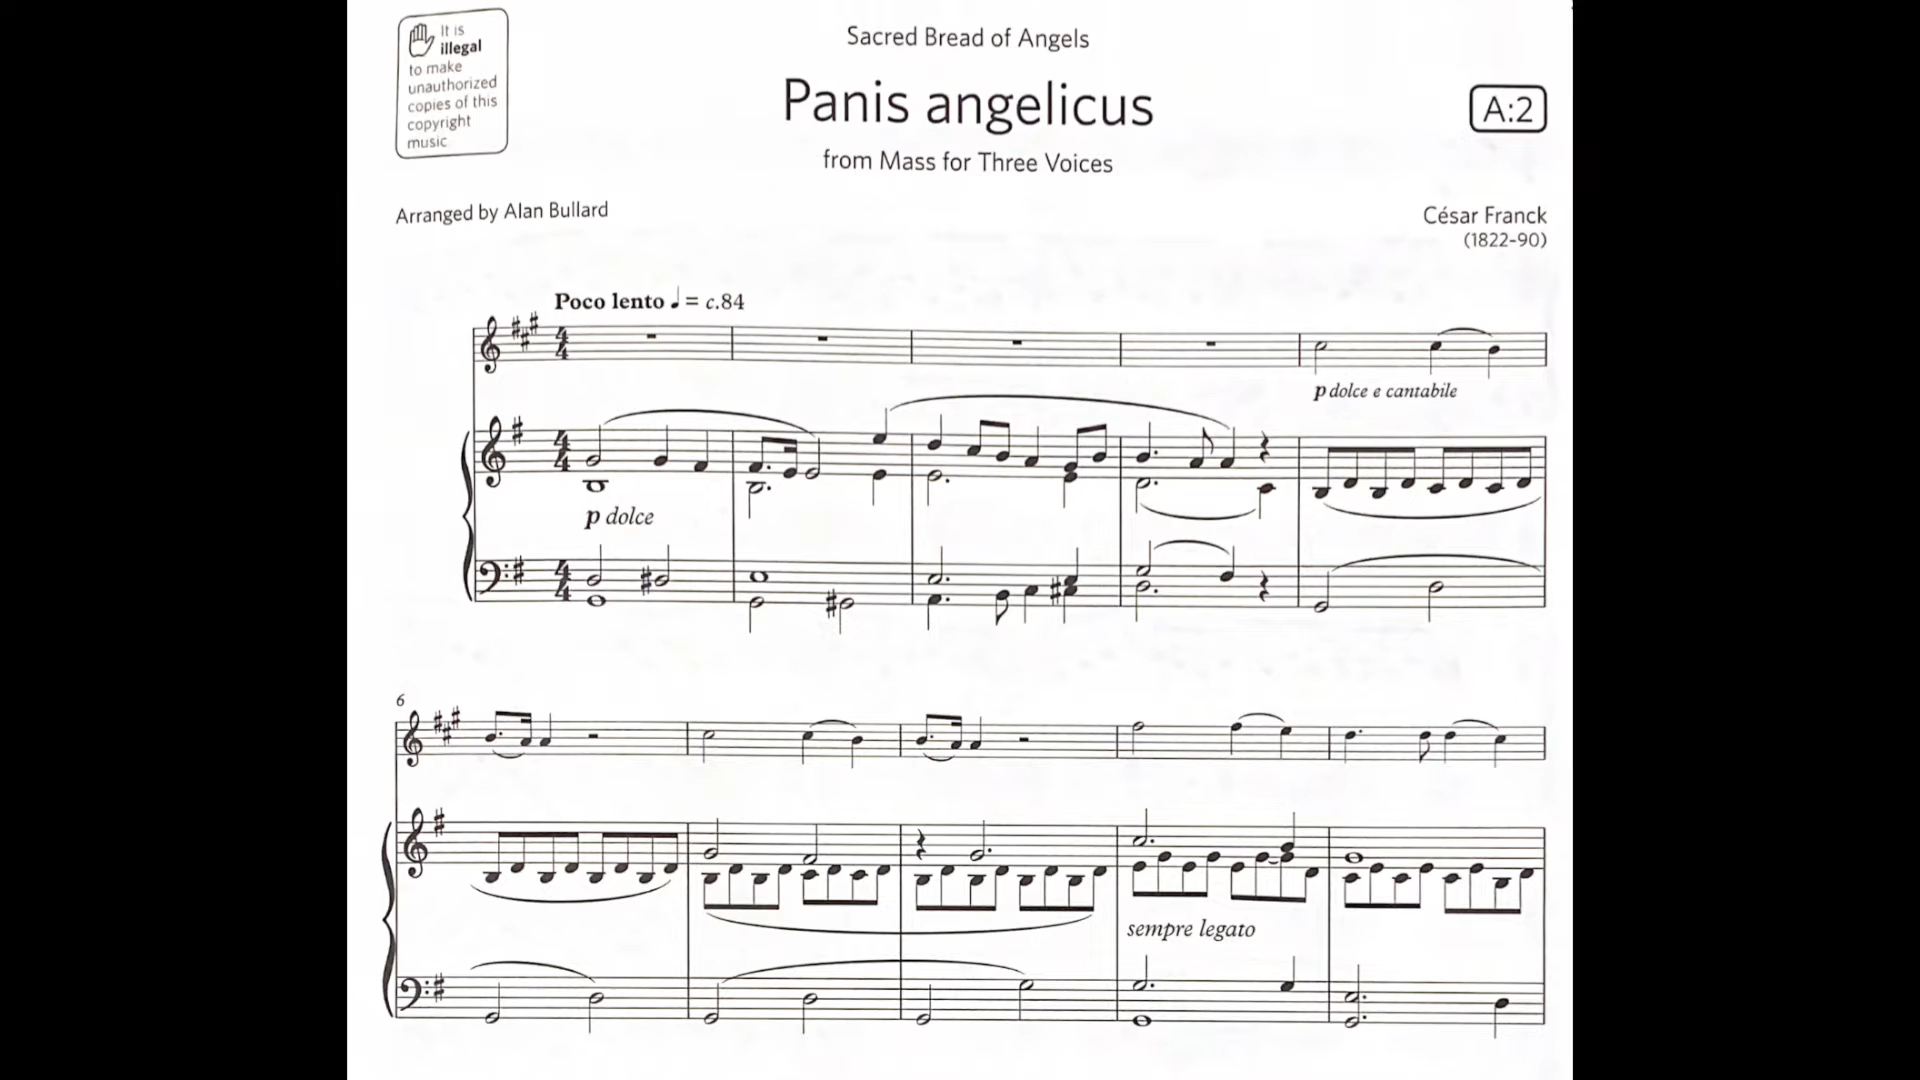 It is
illegal
to make
unauthorized
copies of this
copyright
music
Sacred Bread of Angels
Panis angelicus
A:2
from Mass for Three Voices
Arranged by Alan Bullard
César Franck
(1822-90)
Poco lento ♩ = c.84
p dolce e cantabile
p dolce
6
sempre legato